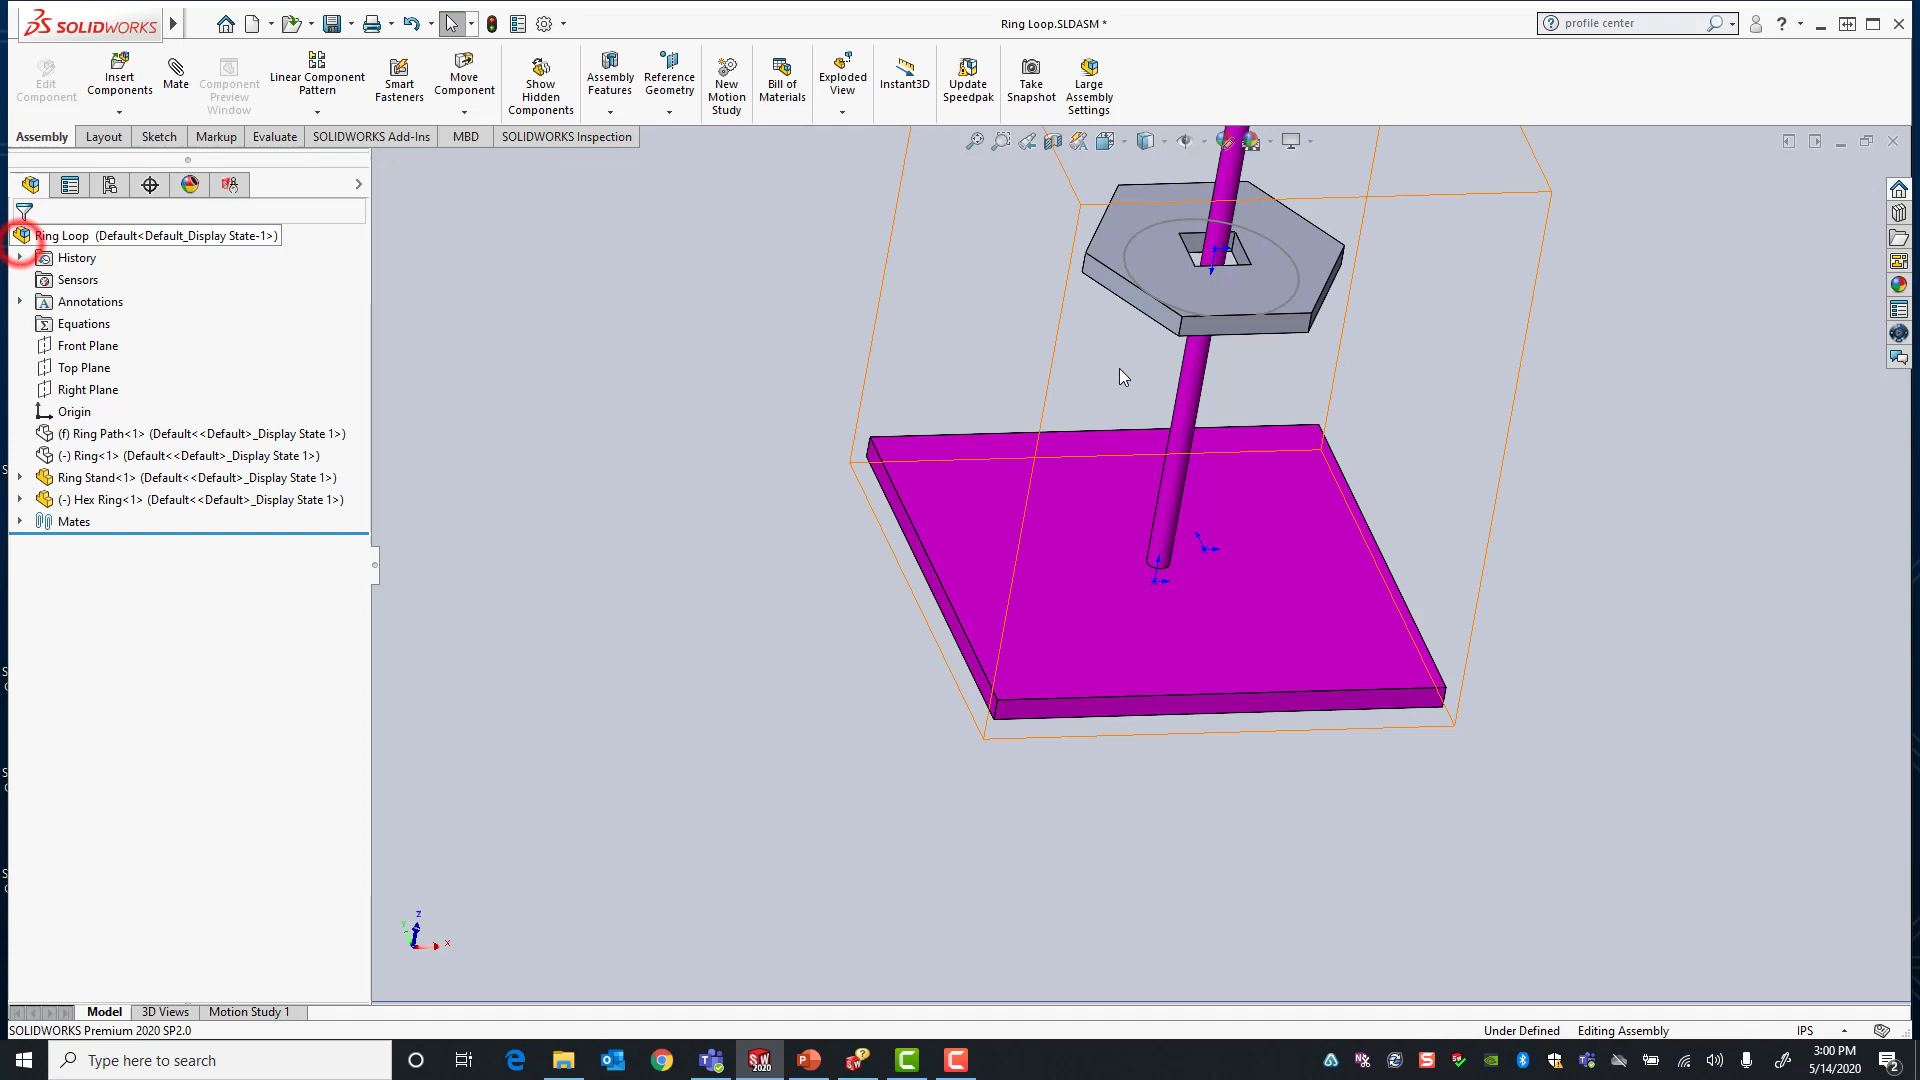 SOLIDWORKS
Ring Loop.SLDASM *
profile center
Edit Component
Insert Components
Mate
Component Preview Window
Linear Component Pattern
Smart Fasteners
Move Component
Show Hidden Components
Assembly Features
Reference Geometry
New Motion Study
Bill of Materials
Exploded View
Instant3D
Update Speedpak
Take Snapshot
Large Assembly Settings
Assembly
Layout
Sketch
Markup
Evaluate
SOLIDWORKS Add-Ins
MBD
SOLIDWORKS Inspection
Ring Loop (Default<Default_Display State-1>)
History
Sensors
Annotations
Equations
Front Plane
Top Plane
Right Plane
Origin
(f) Ring Path<1> (Default<<Default>_Display State 1>)
(-) Ring<1> (Default<<Default>_Display State 1>)
Ring Stand<1> (Default<<Default>_Display State 1>)
(-) Hex Ring<1> (Default<<Default>_Display State 1>)
Mates
Z
Y
X
Model
3D Views
Motion Study 1
SOLIDWORKS Premium 2020 SP2.0
Under Defined
Editing Assembly
IPS
Type here to search
3:00 PM
5/14/2020
2